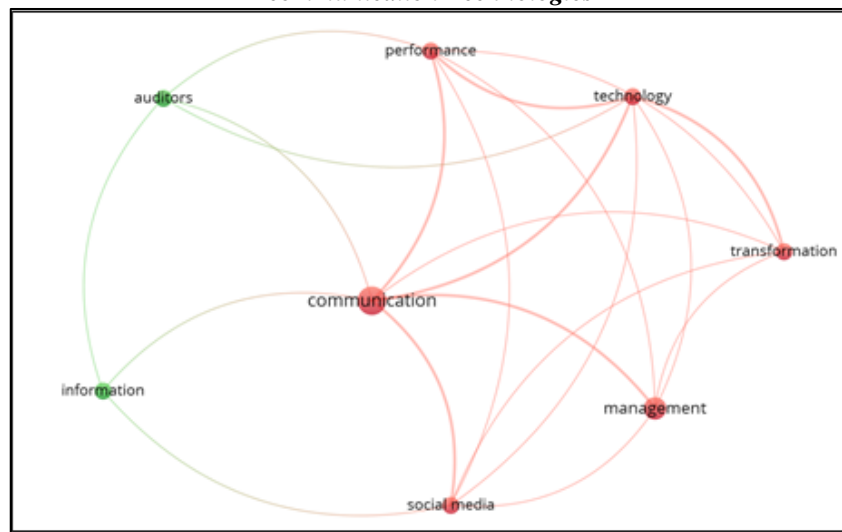 performance
auditors
technology
transformation
communication
information
management
social media